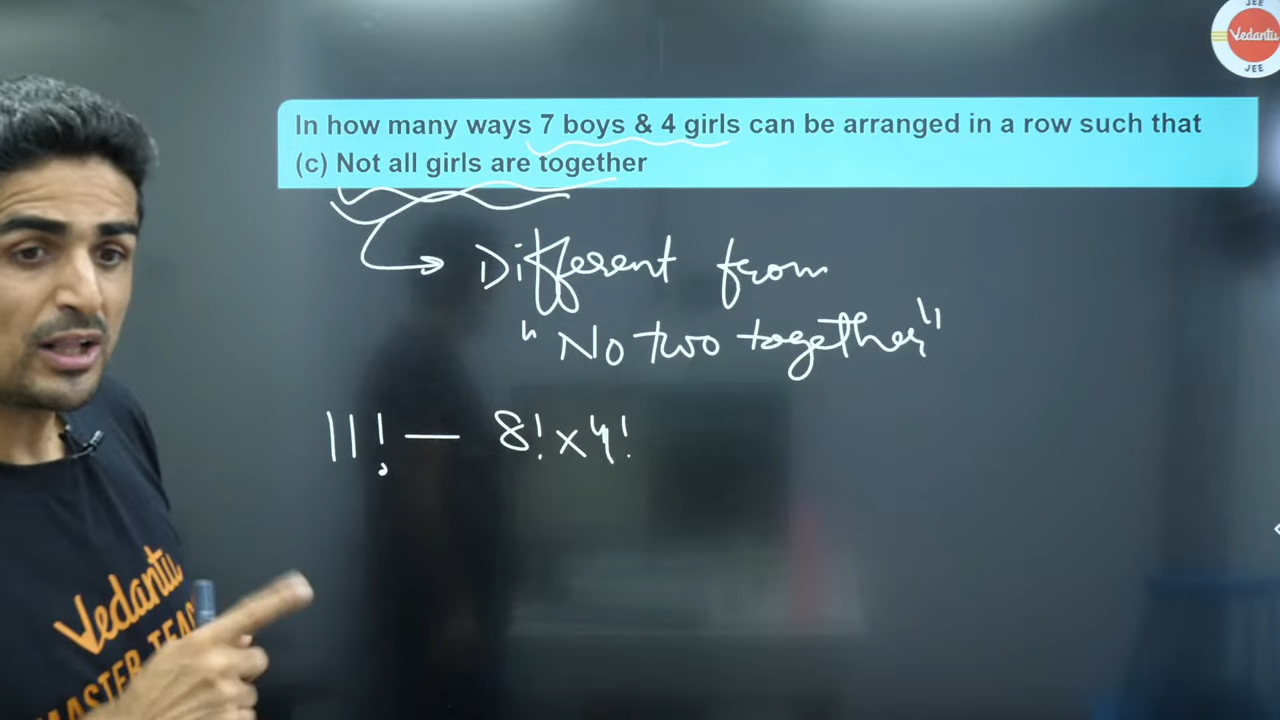 JEE
Vedantu
JEE
In how many ways 7 boys & 4 girls can be arranged in a row such that
(c) Not all girls are together
Different from
"No two together"
11! — 8! x 4!
Vedantu
MASTER TEAC